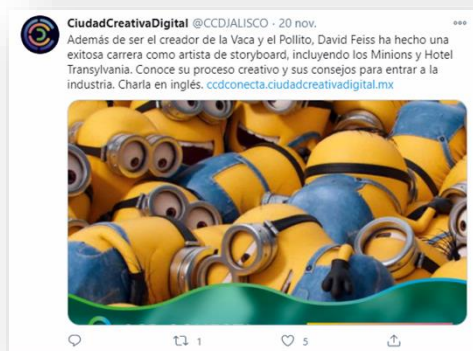 CiudadCreativaDigital @CCDJALISCO · 20 nov.
Además de ser el creador de la Vaca y el Pollito, David Feiss ha hecho una
exitosa carrera como artista de storyboard, incluyendo los Minions y Hotel
Transylvania. Conoce su proceso creativo y sus consejos para entrar a la
industria. Charla en inglés. ccdconecta.ciudadcreativadigital.mx
1 5